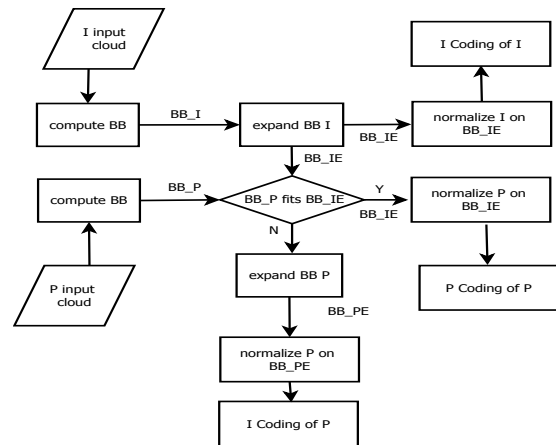 I input
cloud
I Coding of I
compute BB
BB_I
expand BB I
BB_IE
normalize I on
BB_IE
BB_IE
compute BB
BB_P
BB_P fits BB_IE
Y
BB_IE
normalize P on
BB_IE
N
P input
cloud
expand BB P
P Coding of P
BB_PE
normalize P on
BB_PE
I Coding of P